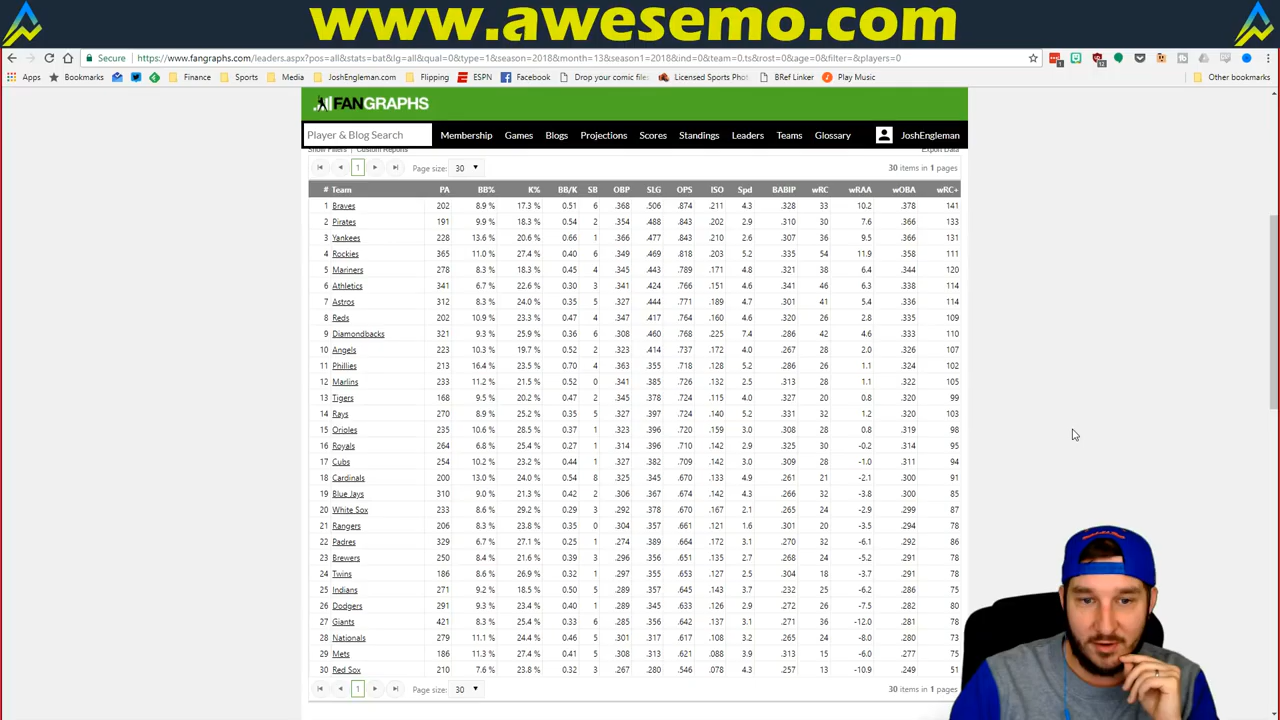 www.awesemo.com
Secure https://www.fangraphs.com/leaders.aspx?pos=all&stats=bat&lg=all&qual=0&type=1&season=2018&month=13&season1=2018&ind=0&team=0,ts&rost=0&age=0&filter=&players=0
Apps Bookmarks Finance Sports Media JoshEngleman.com Flipping ESPN Facebook Drop your comic files Licensed Sports Phot BRef Linker Play Music Other bookmarks
FANGRAPHS
Player & Blog Search Membership Games Blogs Projections Scores Standings Leaders Teams Glossary JoshEngleman
Show Filters | Custom Reports Export Data
1 Page size: 30 30 items in 1 pages
# Team PA BB% K% BB/K SB OBP SLG OPS ISO Spd BABIP wRC wRAA wOBA wRC+
1 Braves 202 8.9 % 17.3 % 0.51 6 .368 .506 .874 .211 4.3 .328 33 10.2 .378 141
2 Pirates 191 9.9 % 18.3 % 0.54 2 .354 .488 .843 .202 2.9 .310 30 7.6 .366 133
3 Yankees 228 13.6 % 20.6 % 0.66 1 .366 .477 .843 .210 2.6 .307 36 9.5 .366 131
4 Rockies 365 11.0 % 27.4 % 0.40 6 .349 .469 .818 .203 5.2 .335 54 11.9 .358 111
5 Mariners 278 8.3 % 18.3 % 0.45 4 .345 .443 .789 .171 4.8 .321 38 6.4 .344 120
6 Athletics 341 6.7 % 22.6 % 0.30 3 .341 .424 .766 .151 4.6 .341 46 6.3 .338 114
7 Astros 312 8.3 % 24.0 % 0.35 5 .327 .444 .771 .189 4.7 .301 41 5.4 .336 114
8 Reds 202 10.9 % 23.3 % 0.47 4 .347 .417 .764 .160 4.6 .320 26 2.8 .335 109
9 Diamondbacks 321 9.3 % 25.9 % 0.36 6 .308 .460 .768 .225 7.4 .286 42 4.6 .333 110
10 Angels 223 10.3 % 19.7 % 0.52 2 .323 .414 .737 .172 4.0 .267 28 2.0 .326 107
11 Phillies 213 16.4 % 23.5 % 0.70 4 .363 .355 .718 .128 5.2 .286 28 1.1 .324 102
12 Marlins 233 11.2 % 21.5 % 0.52 0 .341 .385 .726 .132 2.5 .313 28 1.1 .322 105
13 Tigers 168 9.5 % 20.2 % 0.47 2 .345 .378 .724 .115 4.0 .327 20 0.8 .320 99
14 Rays 270 8.9 % 25.2 % 0.35 5 .327 .397 .724 .140 5.2 .331 32 1.2 .320 103
15 Orioles 235 10.6 % 28.5 % 0.37 1 .323 .396 .720 .159 3.0 .308 28 0.8 .319 98
16 Royals 264 6.8 % 25.4 % 0.27 1 .314 .396 .710 .142 2.9 .325 30 -0.2 .314 95
17 Cubs 254 10.2 % 23.2 % 0.44 1 .327 .382 .709 .142 3.0 .309 28 -1.0 .311 94
18 Cardinals 200 13.0 % 24.0 % 0.54 8 .325 .345 .670 .133 4.9 .261 21 -2.1 .300 91
19 Blue Jays 310 9.0 % 21.3 % 0.42 2 .306 .367 .674 .142 4.3 .266 32 -3.8 .300 85
20 White Sox 233 8.6 % 29.2 % 0.29 3 .292 .378 .670 .167 2.1 .265 24 -2.9 .299 87
21 Rangers 206 8.3 % 23.8 % 0.35 0 .304 .357 .661 .121 1.6 .301 20 -3.5 .294 78
22 Padres 329 6.7 % 27.1 % 0.25 1 .274 .389 .664 .172 3.1 .270 32 -6.1 .292 86
23 Brewers 250 8.4 % 21.6 % 0.39 3 .296 .355 .651 .135 2.7 .268 24 -5.2 .291 78
24 Twins 186 8.6 % 26.9 % 0.32 1 .297 .355 .653 .127 2.5 .304 18 -3.7 .291 78
25 Indians 271 9.2 % 18.5 % 0.50 5 .289 .357 .645 .143 3.7 .232 25 -6.2 .286 75
26 Dodgers 291 9.3 % 23.4 % 0.40 1 .289 .345 .633 .126 2.9 .272 26 -7.5 .282 80
27 Giants 421 8.3 % 25.4 % 0.33 6 .285 .356 .642 .137 3.1 .271 36 -12.0 .281 78
28 Nationals 279 11.1 % 24.4 % 0.46 5 .301 .317 .617 .108 3.2 .265 24 -8.0 .280 73
29 Mets 186 11.3 % 27.4 % 0.41 5 .308 .313 .621 .088 3.9 .313 15 -6.0 .277 75
30 Red Sox 210 7.6 % 23.8 % 0.32 3 .267 .280 .546 .078 4.3 .257 13 -10.9 .249 51
1 Page size: 30 30 items in 1 pages